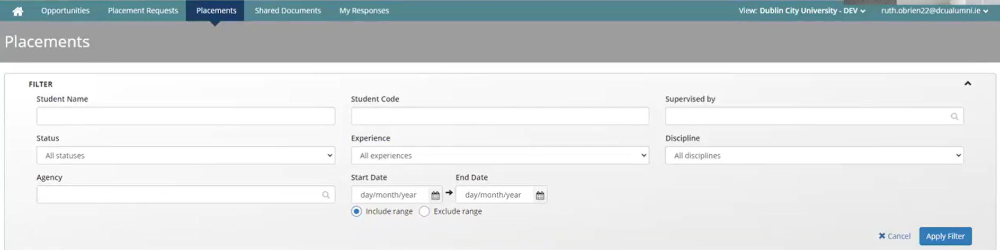 Opportunities Placement Requests Placements Shared Documents My Responses View: Dublin City University - DEV ruth.obrien22@dcualumni.ie
Placements
FILTER
Student Name Student Code Supervised by
Status Experience Discipline
All statuses All experiences All disciplines
Agency Start Date End Date
day/month/year day/month/year
Include range Exclude range
Cancel Apply Filter